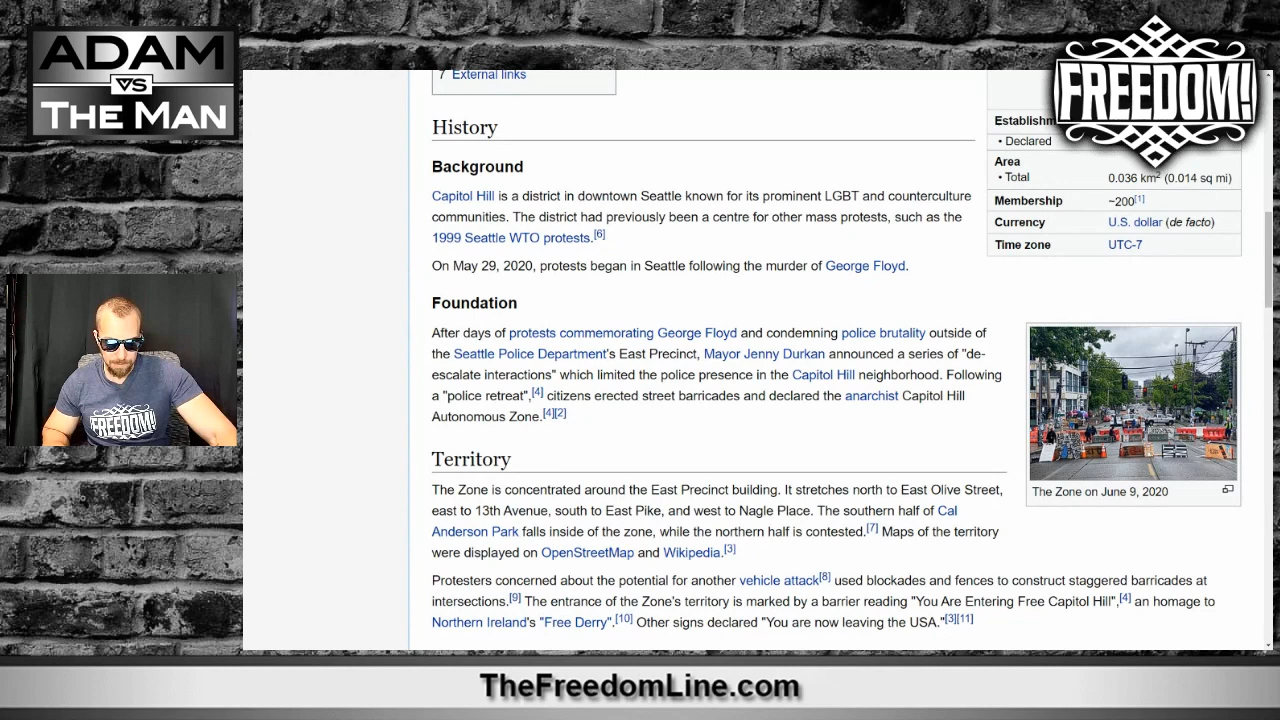 ADAM
VS
THE MAN
FREEDOM!
7 External links
History
Background
Capitol Hill is a district in downtown Seattle known for its prominent LGBT and counterculture
communities. The district had previously been a centre for other mass protests, such as the
1999 Seattle WTO protests.[6]
On May 29, 2020, protests began in Seattle following the murder of George Floyd.
Foundation
After days of protests commemorating George Floyd and condemning police brutality outside of
the Seattle Police Department's East Precinct, Mayor Jenny Durkan announced a series of "de-
escalate interactions" which limited the police presence in the Capitol Hill neighborhood. Following
a "police retreat",[4] citizens erected street barricades and declared the anarchist Capitol Hill
Autonomous Zone.[4][2]
Territory
The Zone is concentrated around the East Precinct building. It stretches north to East Olive Street,
east to 13th Avenue, south to East Pike, and west to Nagle Place. The southern half of Cal
Anderson Park falls inside of the zone, while the northern half is contested.[7] Maps of the territory
were displayed on OpenStreetMap and Wikipedia.[3]
Protesters concerned about the potential for another vehicle attack[8] used blockades and fences to construct staggered barricades at
intersections.[9] The entrance of the Zone's territory is marked by a barrier reading "You Are Entering Free Capitol Hill",[4] an homage to
Northern Ireland's "Free Derry".[10] Other signs declared "You are now leaving the USA."[3][11]
Establishm
• Declared
Area
• Total 0.036 km2 (0.014 sq mi)
Membership ~200[1]
Currency U.S. dollar (de facto)
Time zone UTC-7
The Zone on June 9, 2020
FREEDOM!
TheFreedomLine.com